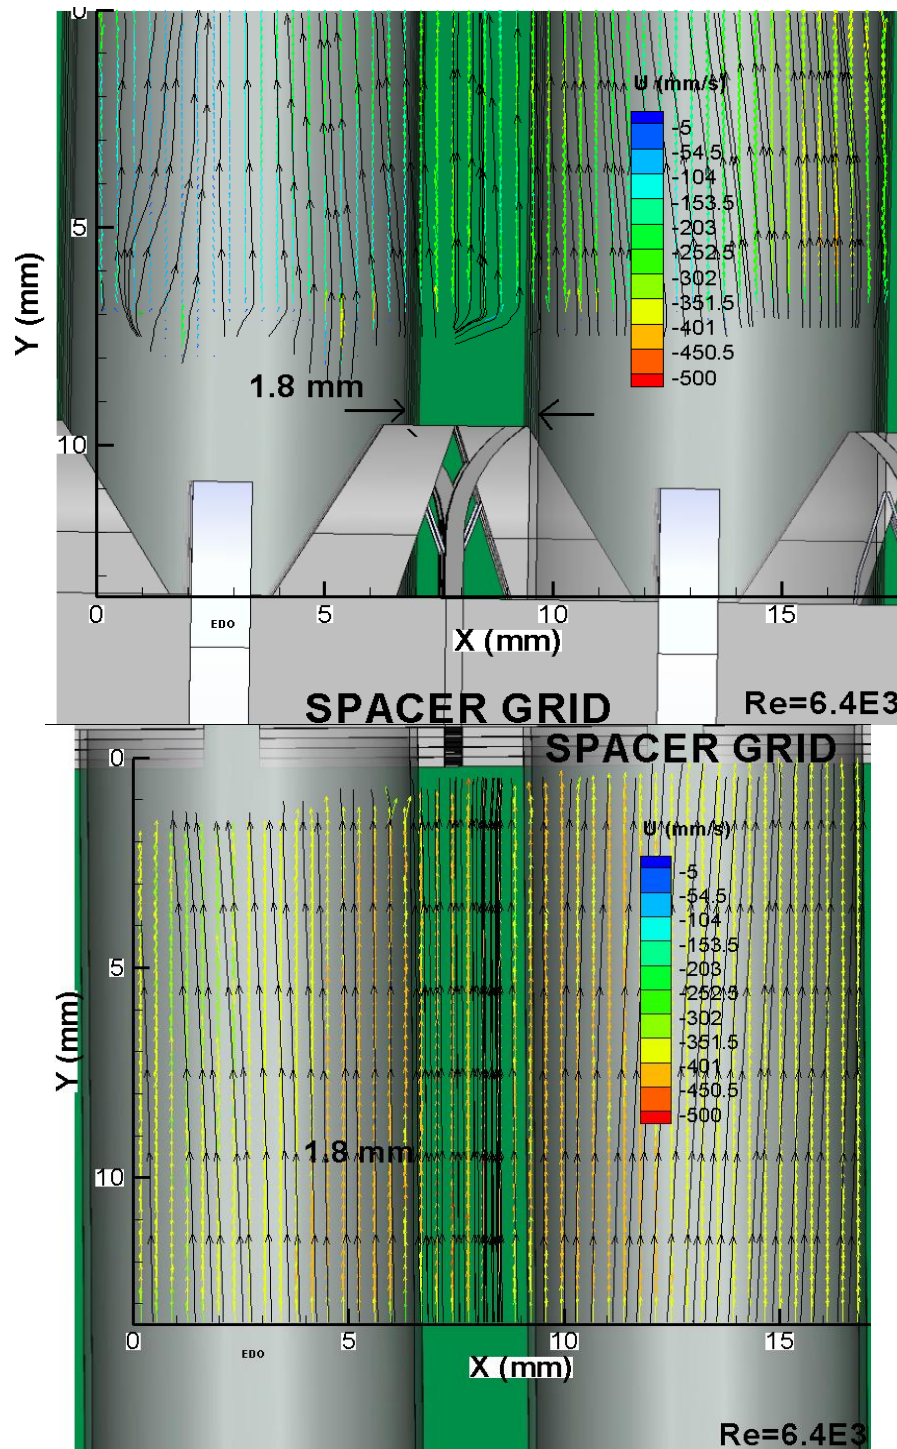 0
U (mm/s)
-5
-54.5
-104
-153.5
-203
-252.5
-302
-351.5
-401
-450.5
-500
5
Y (mm)
1.8 mm
10
0
5
10
15
EDO
X (mm)
SPACER GRID
Re=6.4E3
SPACER GRID
0
U (mm/s)
-5
-54.5
-104
-153.5
-203
-252.5
-302
-351.5
-401
-450.5
-500
5
Y (mm)
1.8 mm
10
0
5
10
15
EDO
X (mm)
Re=6.4E3